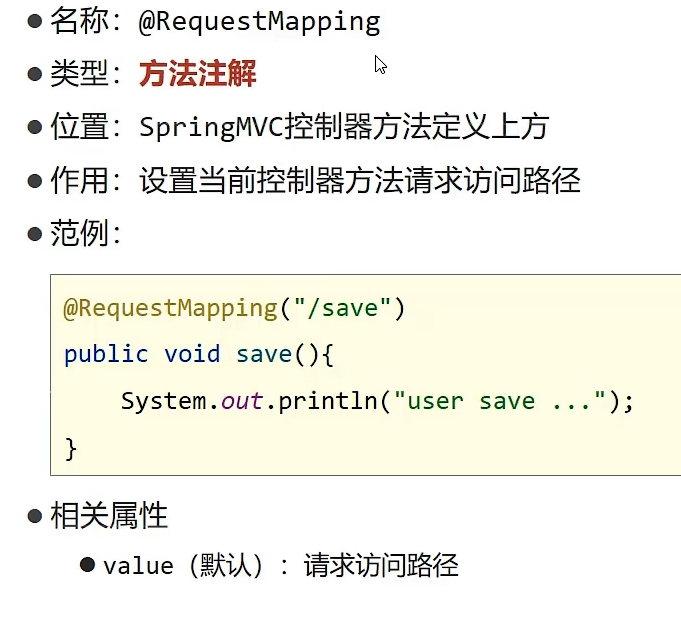 ● 名称：@RequestMapping
● 类型：方法注解
● 位置：SpringMVC控制器方法定义上方
● 作用：设置当前控制器方法请求访问路径
● 范例：
@RequestMapping("/save")
public void save(){
    System.out.println("user save ...");
}
● 相关属性
● value（默认）：请求访问路径